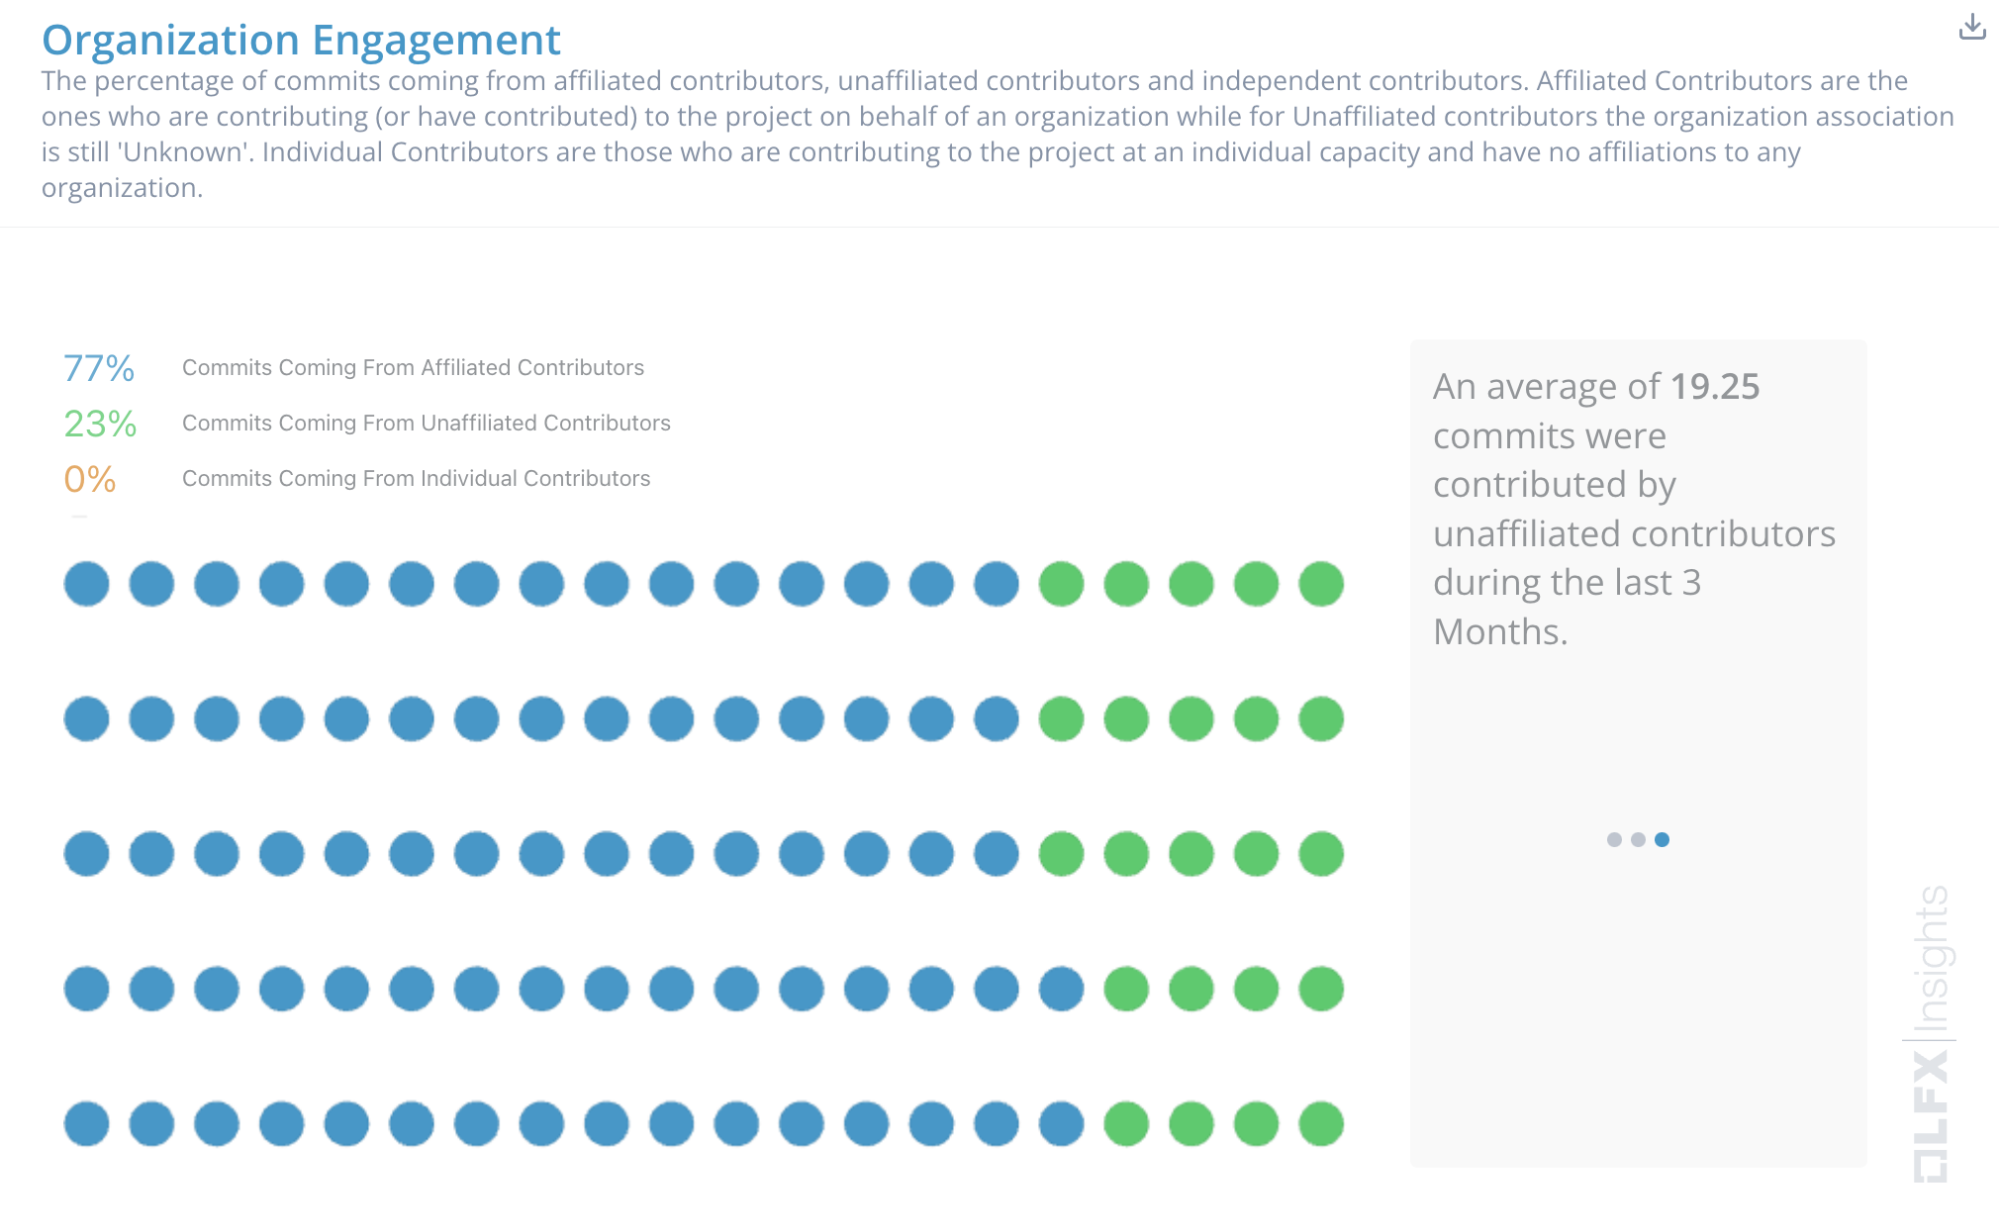 Organization Engagement
The percentage of commits coming from affiliated contributors, unaffiliated contributors and independent contributors. Affiliated Contributors are the
ones who are contributing (or have contributed) to the project on behalf of an organization while for Unaffiliated contributors the organization association
is still 'Unknown'. Individual Contributors are those who are contributing to the project at an individual capacity and have no affiliations to any
organization.
77% Commits Coming From Affiliated Contributors
23% Commits Coming From Unaffiliated Contributors
0% Commits Coming From Individual Contributors
An average of 19.25
commits were
contributed by
unaffiliated contributors
during the last 3
Months.
LFX Insights